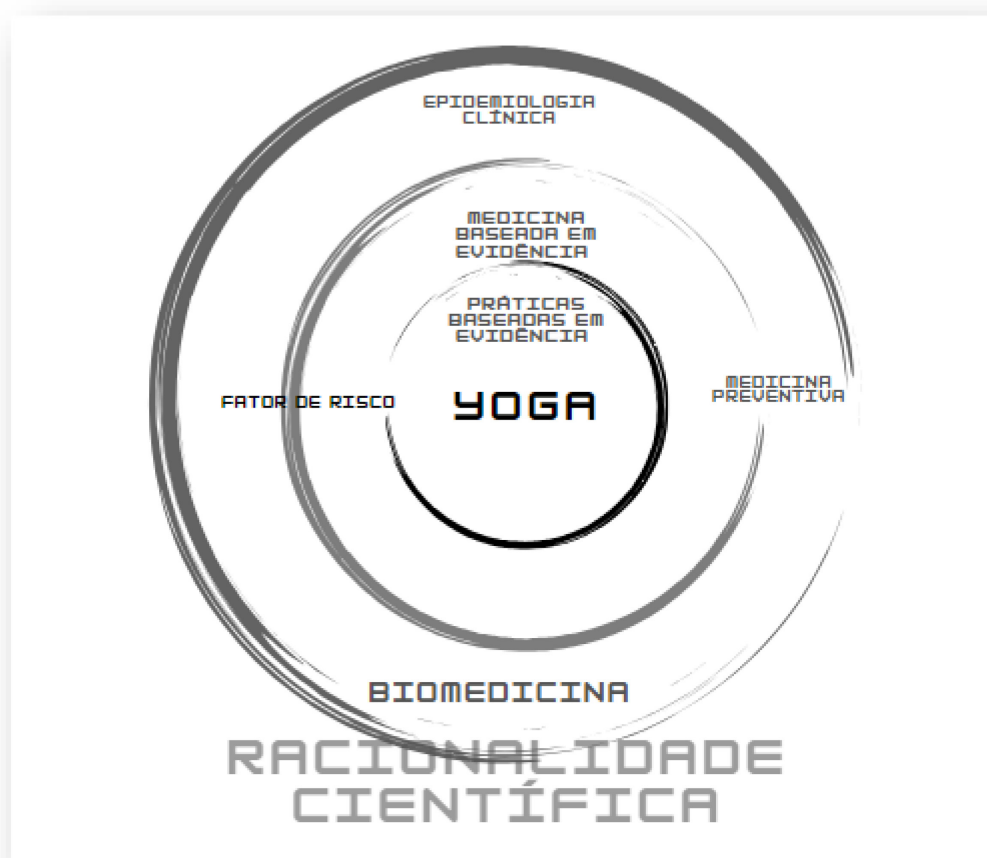 EPIDEMIOLOGIA
CLÍNICA
MEDICINA
BASEADA EM
EVIDÊNCIA
PRÁTICAS
BASEADAS EM
EVIDÊNCIA
MEDICINA
PREVENTIVA
FATOR DE RISCO
YOGA
BIOMEDICINA
RACIONALIDADE
CIENTÍFICA